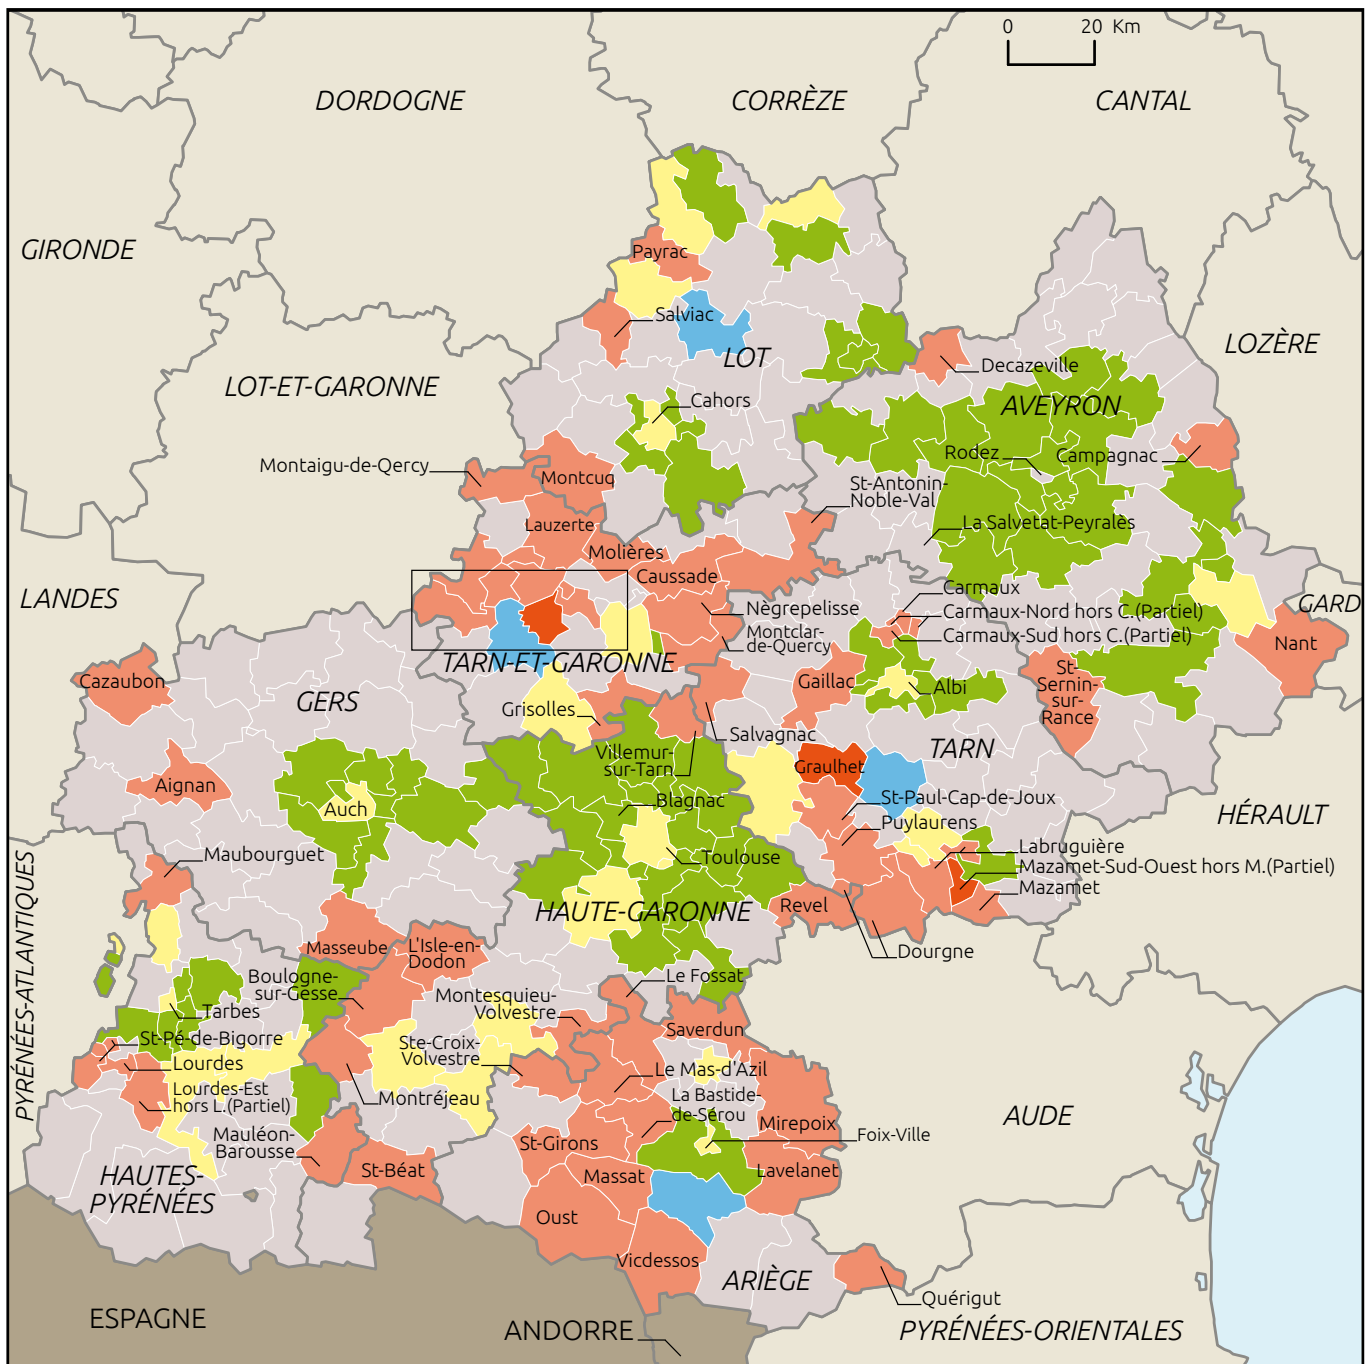 0 20 Km
DORDOGNE
CORRÈZE
CANTAL
GIRONDE
Payrac
Salviac
LOZÈRE
LOT
Decazeville
LOT-ET-GARONNE
Cahors
AVEYRON
Rodez
Campagnac
Montaigu-de-Qercy
Montcuq
St-Antonin-
Noble-Val
Lauzerte
La Salvetat-Peyralès
Molières
Caussade
LANDES
Carmaux
GARD
Nègrepelisse
Carmaux-Nord hors C.(Partiel)
Montclar-
de-Quercy
Carmaux-Sud hors C.(Partiel)
Nant
TARN-ET-GARONNE
Cazaubon
Gaillac
Albi
St-
Sernin-
sur-
Rance
GERS
Grisolles
Salvagnac
TARN
Villemur-
sur-Tarn
Graulhet
Aignan
Auch
Blagnac
St-Paul-Cap-de-Joux
HÉRAULT
Puylaurens
PYRÉNÉES-ATLANTIQUES
Maubourguet
Toulouse
Labruguière
Mazamet-Sud-Ouest hors M.(Partiel)
Mazamet
HAUTE-GARONNE
Revel
Masseube
L'Isle-en-
Dodon
Dourgne
Boulogne-
sur-Gesse
Le Fossat
Montesquieu-
Volvestre
Tarbes
Saverdun
St-Pé-de-Bigorre
Ste-Croix-
Volvestre
Lourdes
Le Mas-d'Azil
Lourdes-Est
hors L.(Partiel)
Montréjeau
La Bastide-
de-Sérou
AUDE
Mirepoix
Mauléon-
Barousse
St-Girons
Foix-Ville
St-Béat
Massat
Lavelanet
HAUTES-
PYRÉNÉES
Oust
Vicdessos
ARIÈGE
Quérigut
ESPAGNE
ANDORRE
PYRÉNÉES-ORIENTALES